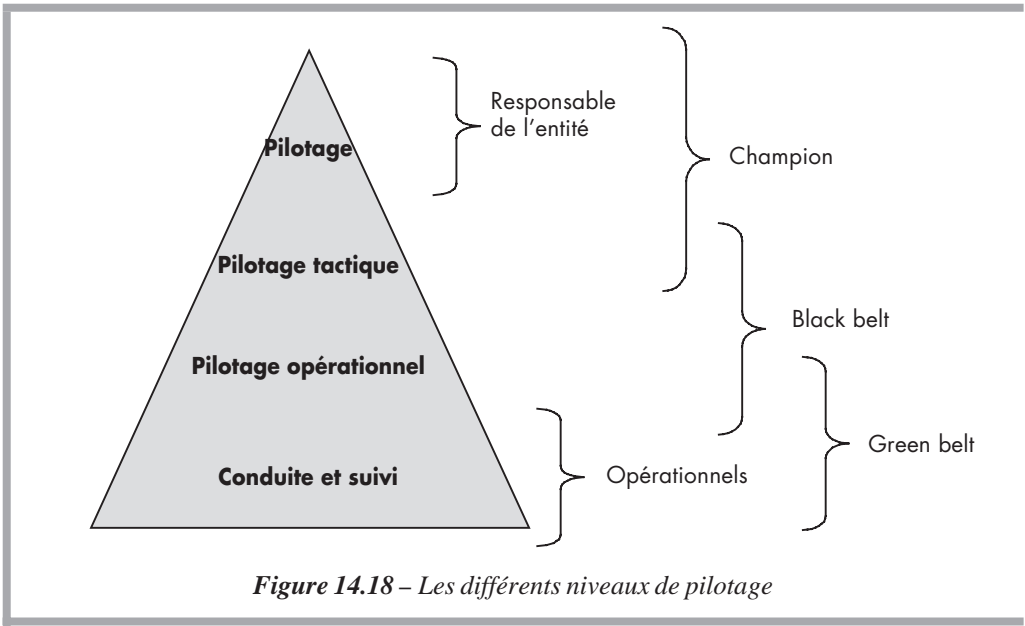 Responsable
de l'entité
Pilotage
Champion
Pilotage tactique
Black belt
Pilotage opérationnel
Green belt
Conduite et suivi
Opérationnels
Figure 14.18 – Les différents niveaux de pilotage